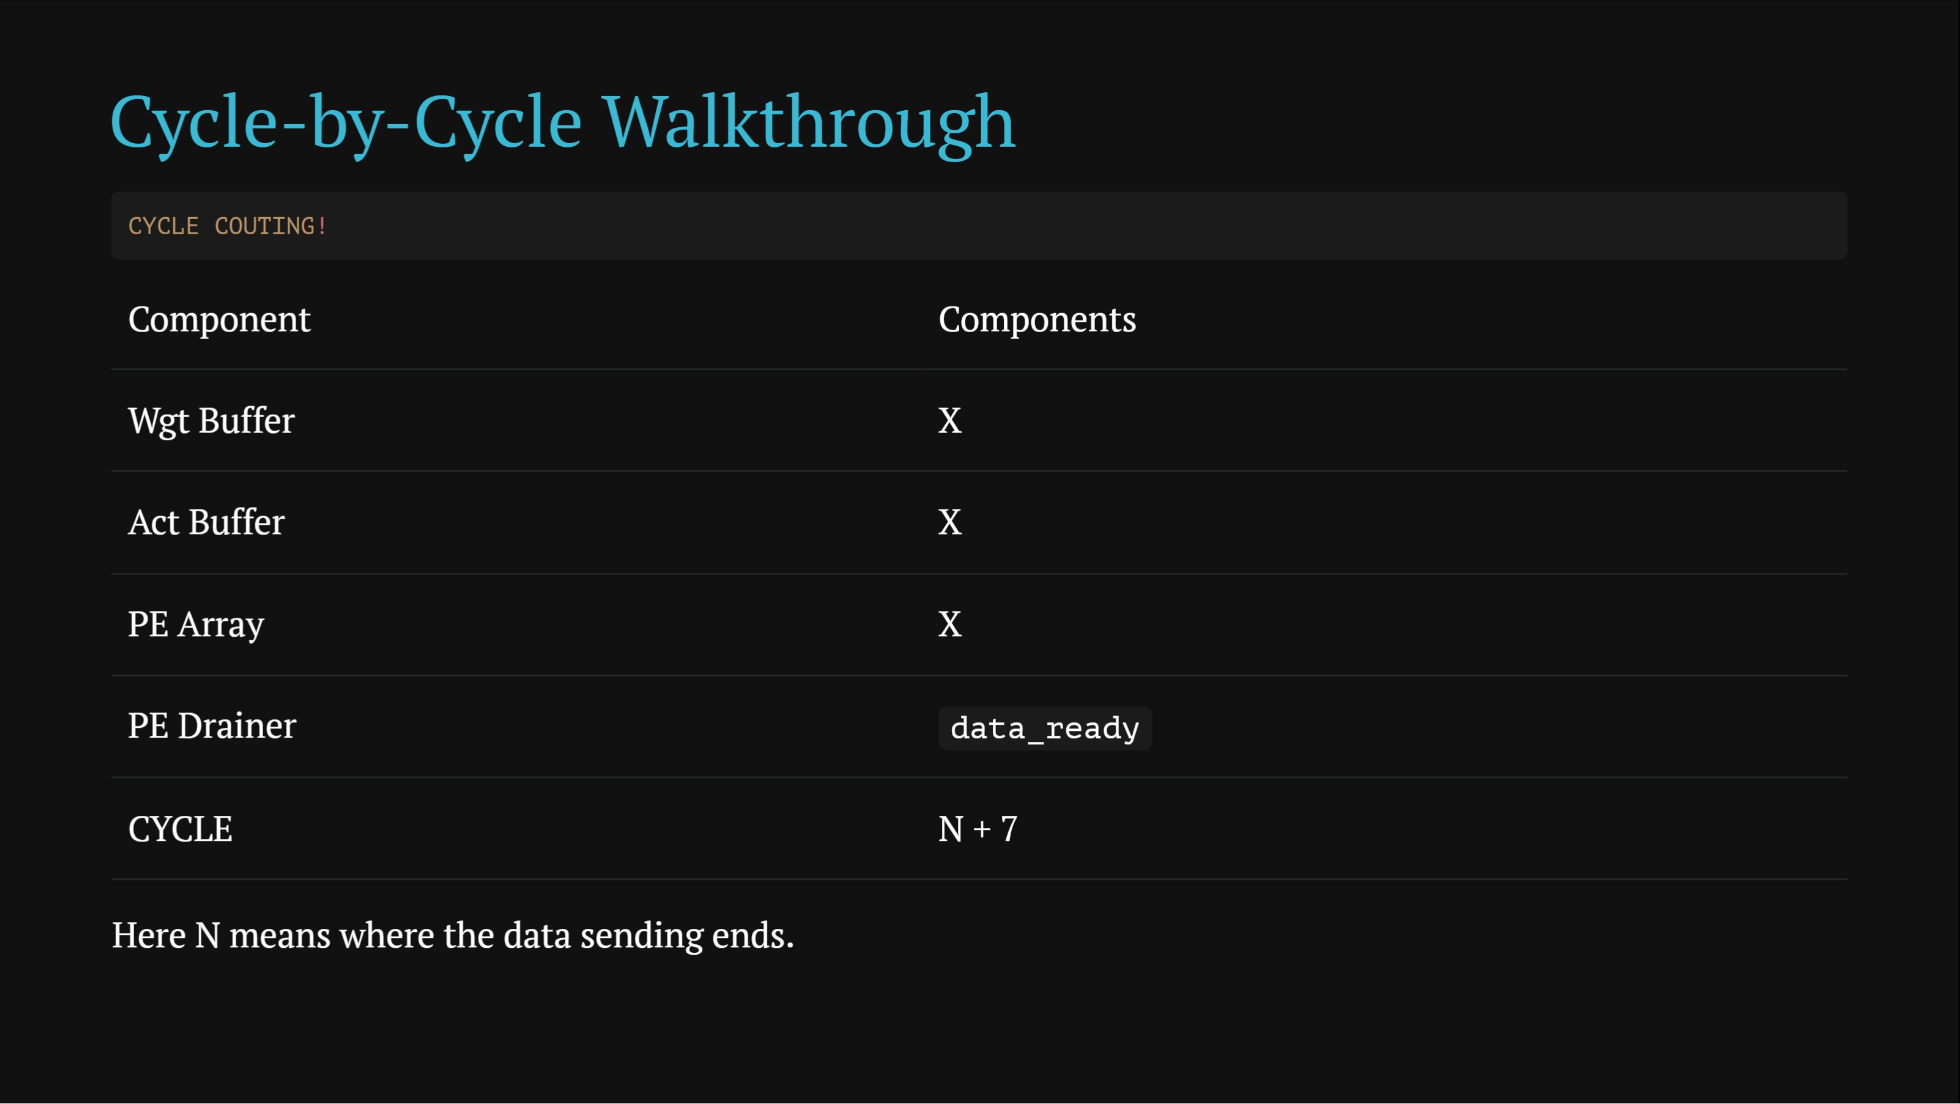 Cycle-by-Cycle Walkthrough
CYCLE COUTING!
Component Components
Wgt Buffer X
Act Buffer X
PE Array X
PE Drainer data_ready
CYCLE N + 7
Here N means where the data sending ends.